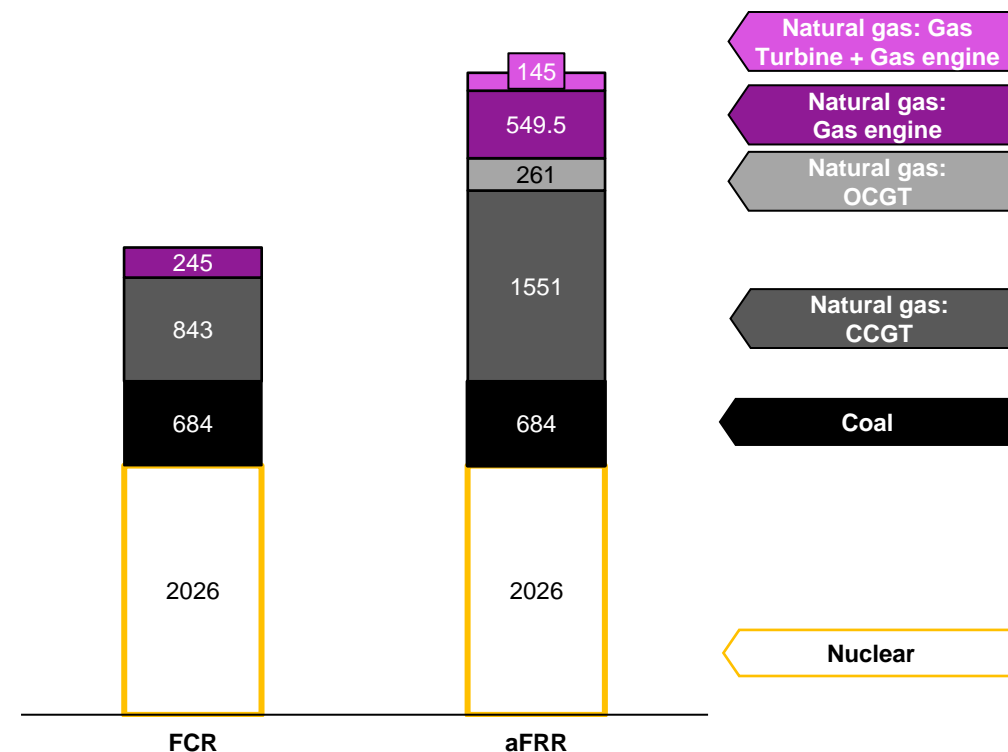 Natural gas: Gas
Turbine + Gas engine
145
Natural gas:
Gas engine
549.5
Natural gas:
OCGT
261
245
1551
Natural gas:
CCGT
843
684
684
Coal
2026
2026
Nuclear
FCR
aFRR